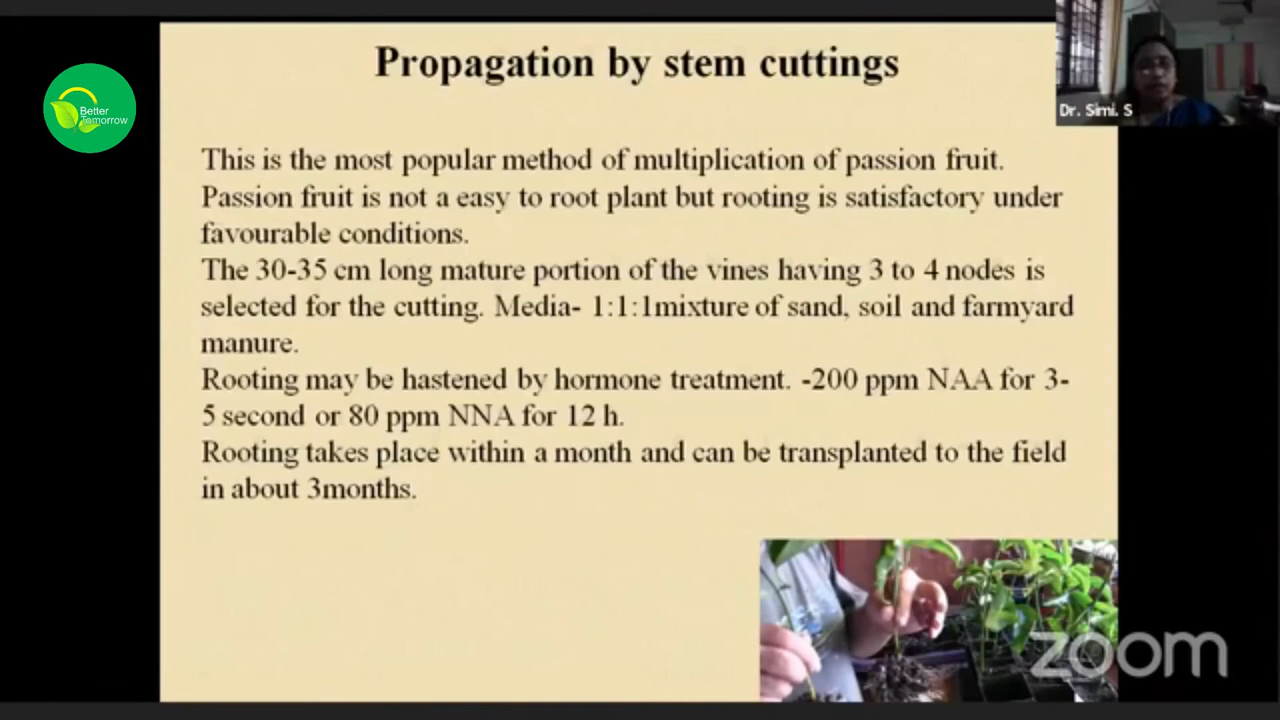 Propagation by stem cuttings
Better
Tomorrow
Dr. Simi. S
This is the most popular method of multiplication of passion fruit.
Passion fruit is not a easy to root plant but rooting is satisfactory under
favourable conditions.
The 30-35 cm long mature portion of the vines having 3 to 4 nodes is
selected for the cutting. Media- 1:1:1mixture of sand, soil and farmyard
manure.
Rooting may be hastened by hormone treatment. -200 ppm NAA for 3-
5 second or 80 ppm NNA for 12 h.
Rooting takes place within a month and can be transplanted to the field
in about 3months.
zoom